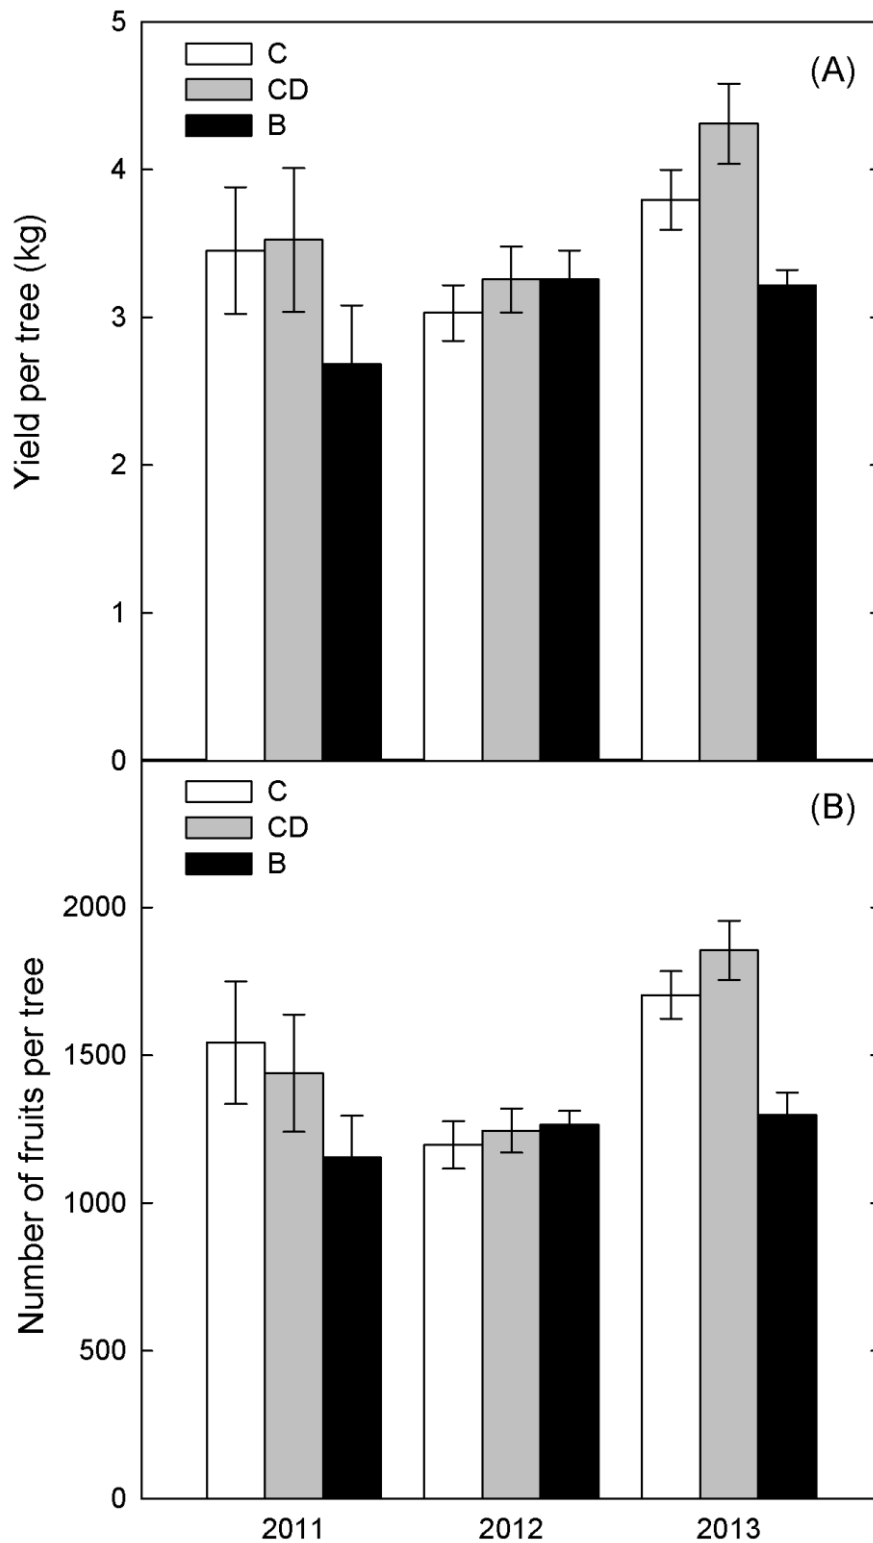 5
4
3
2
1
0
Yield per tree (kg)
C
CD
B
(A)
2000
1500
1000
500
0
Number of fruits per tree
C
CD
B
(B)
2011 2012 2013